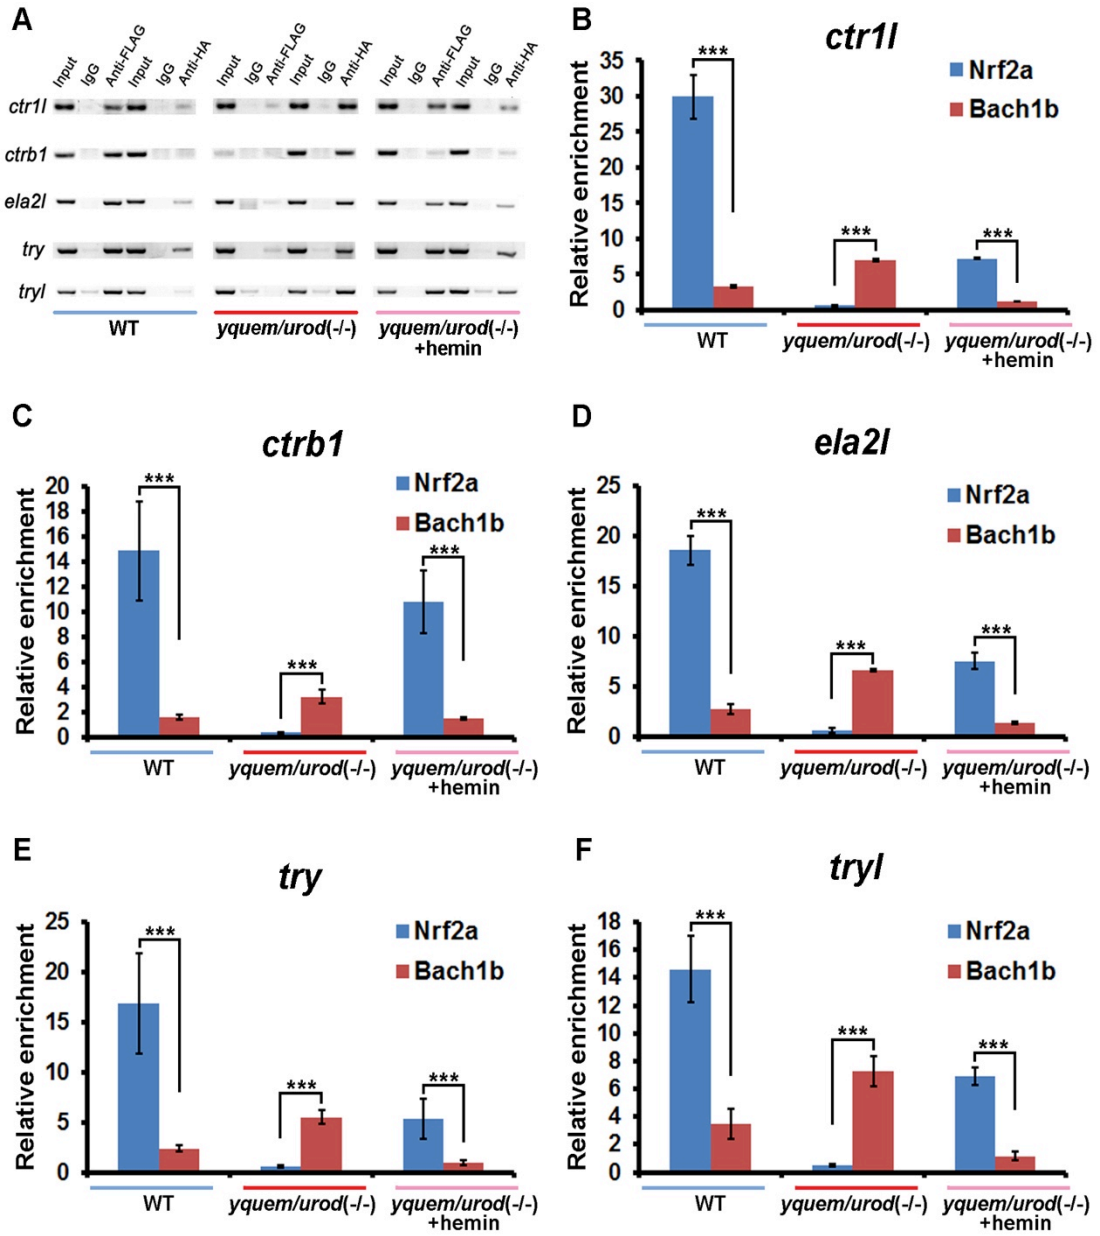 A
Input IgG Anti-FLAG Input IgG Anti-HA Input IgG Anti-FLAG Input IgG Anti-HA Input IgG Anti-FLAG Input IgG Anti-HA
ctr1l
ctrb1
ela2l
try
tryl
WT yquem/urod(-/-) yquem/urod(-/-)
+hemin
B
ctr1l
Relative enrichment
35
30
25
20
15
10
5
0
Nrf2a
Bach1b
*** *** ***
WT yquem/urod(-/-) yquem/urod(-/-)
+hemin
C
ctrb1
Relative enrichment
20
18
16
14
12
10
8
6
4
2
0
Nrf2a
Bach1b
*** *** ***
WT yquem/urod(-/-) yquem/urod(-/-)
+hemin
D
ela2l
Relative enrichment
25
20
15
10
5
0
Nrf2a
Bach1b
*** *** ***
WT yquem/urod(-/-) yquem/urod(-/-)
+hemin
E
try
Relative enrichment
25
20
15
10
5
0
Nrf2a
Bach1b
*** *** ***
WT yquem/urod(-/-) yquem/urod(-/-)
+hemin
F
tryl
Relative enrichment
18
16
14
12
10
8
6
4
2
0
Nrf2a
Bach1b
*** *** ***
WT yquem/urod(-/-) yquem/urod(-/-)
+hemin